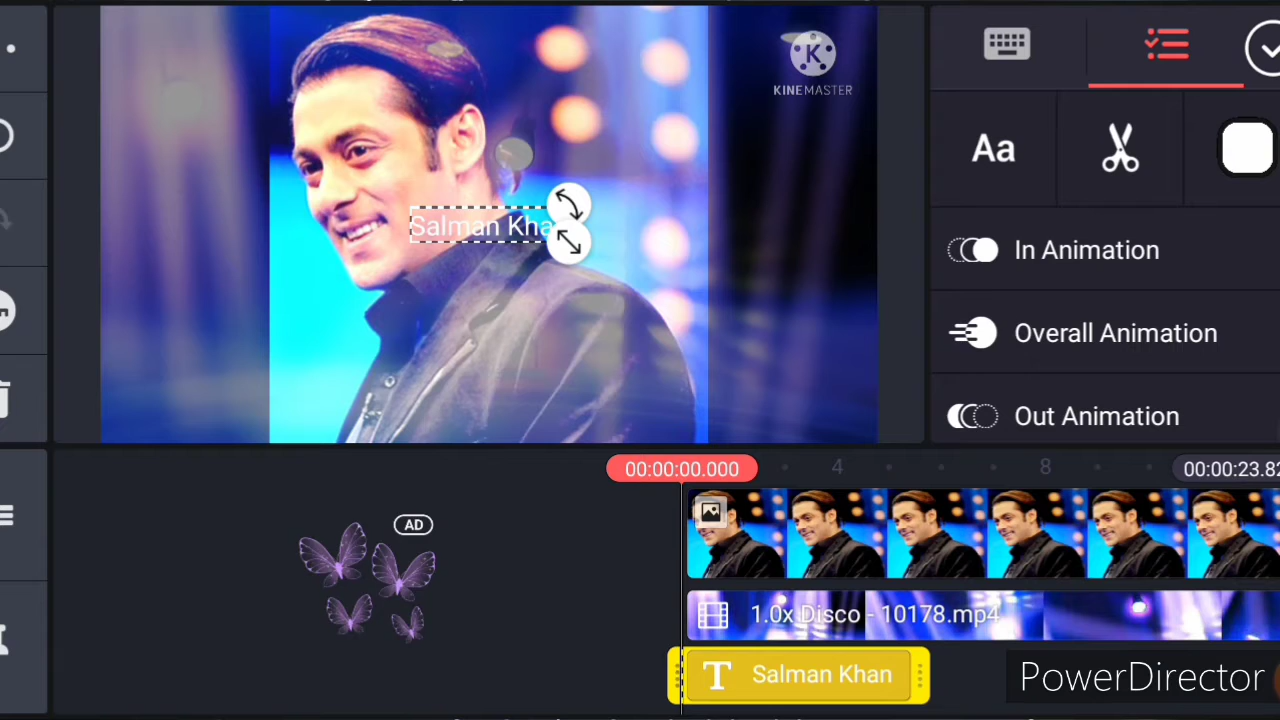 KINEMASTER
Salman Kha
Aa
In Animation
Overall Animation
Out Animation
00:00:00.000
4
8
00:00:23.82
AD
1.0x Disco - 10178.mp4
T Salman Khan
PowerDirector